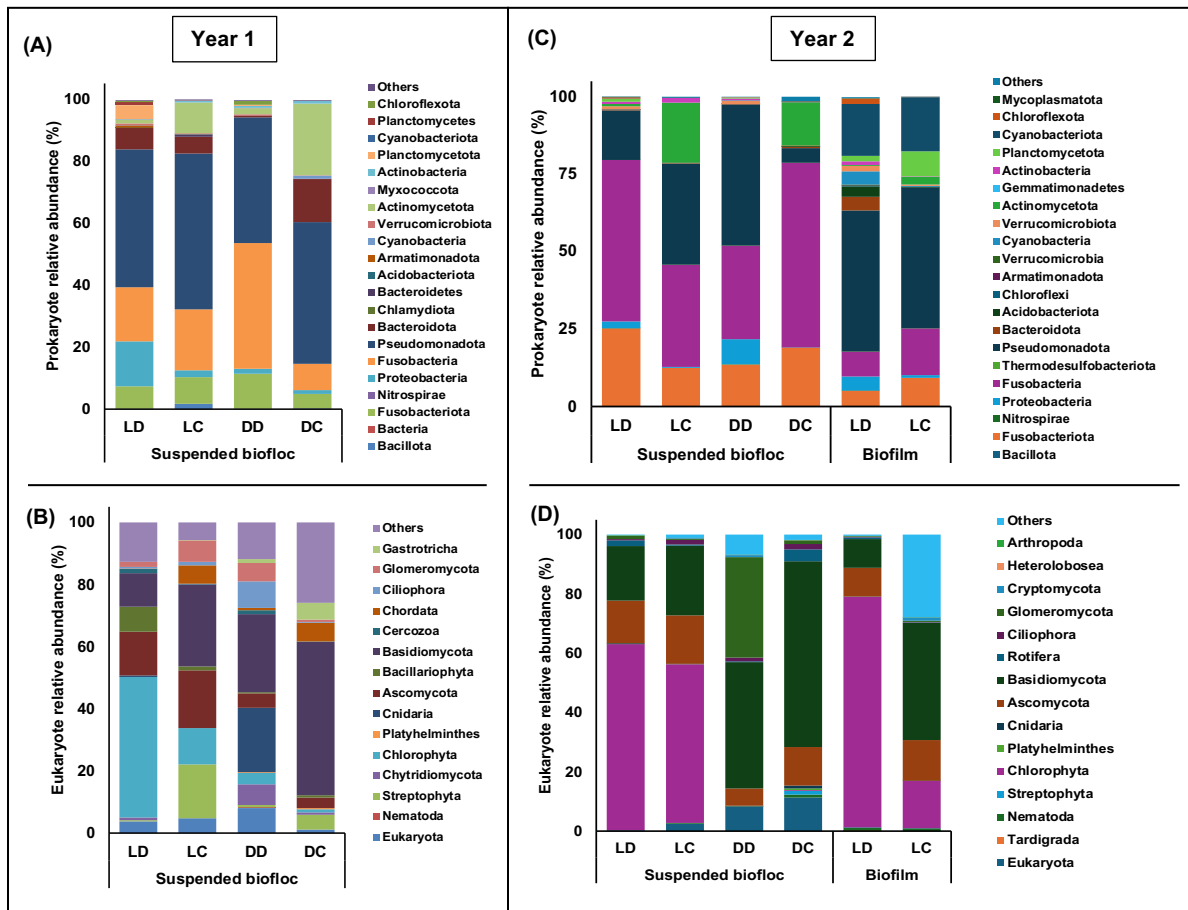 Year 1
(A)
Prokaryote relative abundance (%)
100
80
60
40
20
0
LD LC DD DC
Suspended biofloc
Others
Chloroflexota
Planctomycetes
Cyanobacteriota
Planctomycetota
Actinobacteria
Myxococcota
Actinomycetota
Verrucomicrobiota
Cyanobacteria
Armatimonadota
Acidobacteriota
Bacteroidetes
Chlamydiota
Bacteroidota
Pseudomonadota
Fusobacteria
Proteobacteria
Nitrospirae
Fusobacteriota
Bacteria
Bacillota
(B)
Eukaryote relative abundance (%)
100
80
60
40
20
0
LD LC DD DC
Suspended biofloc
Others
Gastrotricha
Glomeromycota
Ciliophora
Chordata
Cercozoa
Basidiomycota
Bacillariophyta
Ascomycota
Cnidaria
Platyhelminthes
Chlorophyta
Chytridiomycota
Streptophyta
Nematoda
Eukaryota
Year 2
(C)
Prokaryote relative abundance (%)
100
75
50
25
0
LD LC DD DC LD LC
Suspended biofloc Biofilm
Others
Mycoplasmatota
Chloroflexota
Cyanobacteriota
Planctomycetota
Actinobacteria
Gemmatimonadetes
Actinomycetota
Verrucomicrobiota
Cyanobacteria
Verrucomicrobia
Armatimonadota
Chloroflexi
Acidobacteriota
Bacteroidota
Pseudomonadota
Thermodesulfobacteriota
Fusobacteria
Proteobacteria
Nitrospirae
Fusobacteriota
Bacillota
(D)
Eukaryote relative abundance (%)
100
80
60
40
20
0
LD LC DD DC LD LC
Suspended biofloc Biofilm
Others
Arthropoda
Heterolobosea
Cryptomycota
Glomeromycota
Ciliophora
Rotifera
Basidiomycota
Ascomycota
Cnidaria
Platyhelminthes
Chlorophyta
Streptophyta
Nematoda
Tardigrada
Eukaryota